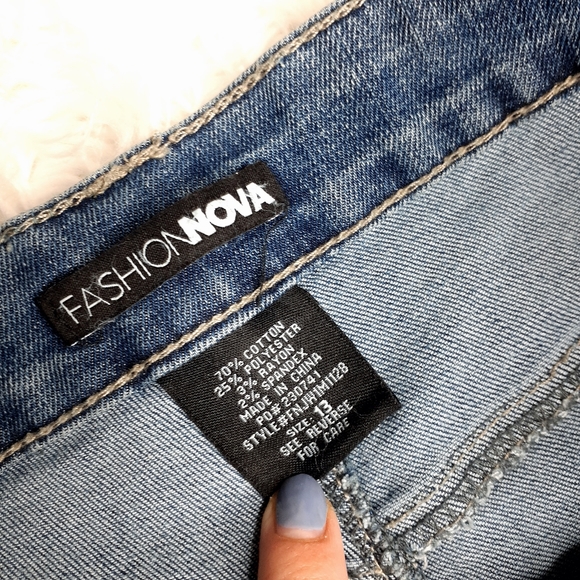 FASHIONNOVA
70% COTTON
25% POLYESTER
3% RAYON
2% SPANDEX
MADE IN CHINA
PO# 230741
STYLE#FNJHLM1128
SIZE: 13
SEE REVERSE
FOR CARE